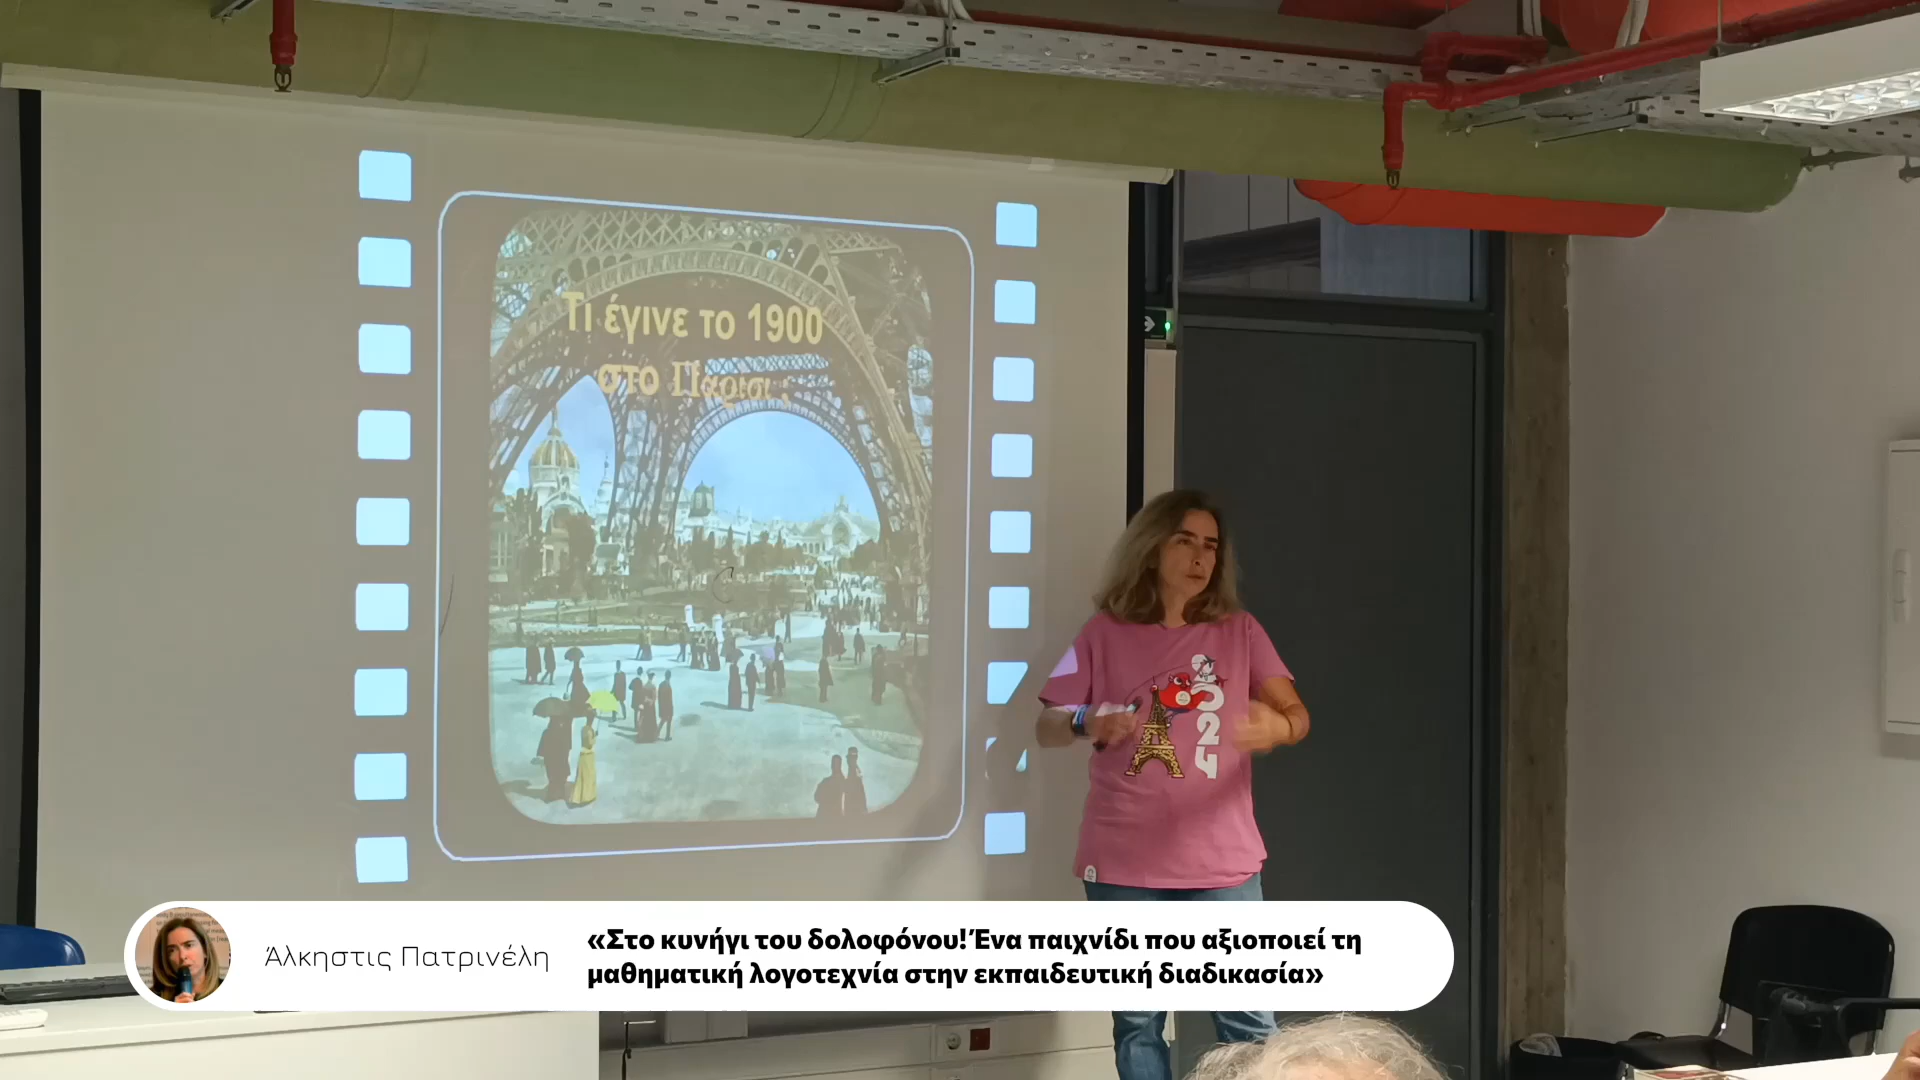 Τι έγινε το 1900
στο Παρίσι ;
2024
Άλκηστις Πατρινέλη
«Στο κυνήγι του δολοφόνου! Ένα παιχνίδι που αξιοποιεί τη
μαθηματική λογοτεχνία στην εκπαιδευτική διαδικασία»